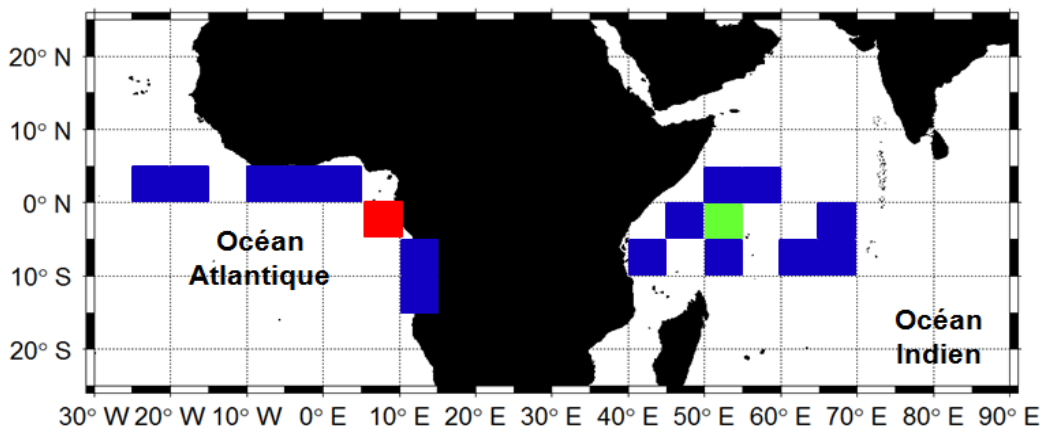 20° N
10° N
0° N
10° S
20° S
Océan
Atlantique
Océan
Indien
30° W 20° W 10° W 0° E 10° E 20° E 30° E 40° E 50° E 60° E 70° E 80° E 90° E